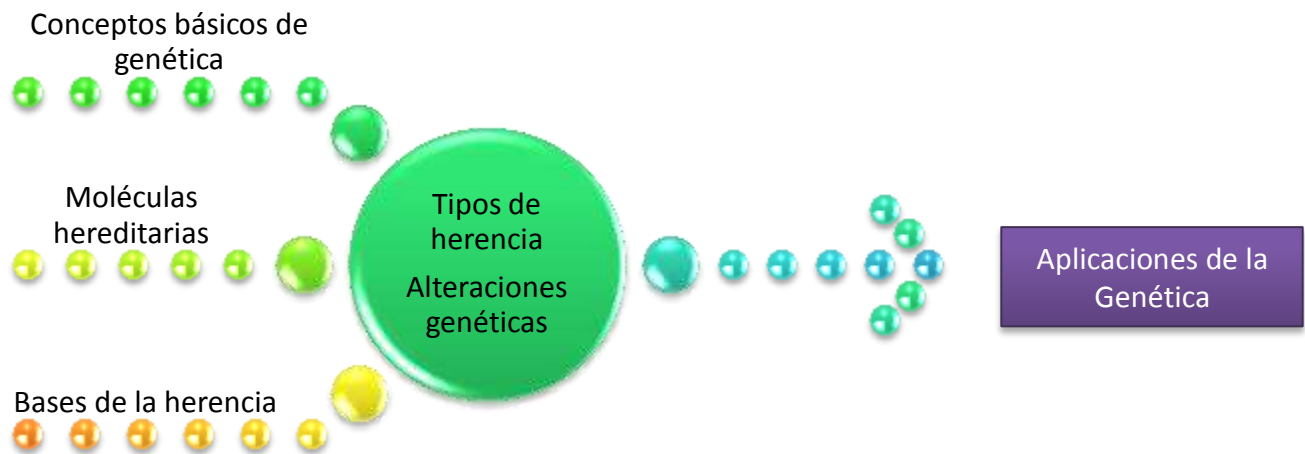 Conceptos básicos de
genética
Moléculas
hereditarias
Bases de la herencia
Tipos de
herencia
Alteraciones
genéticas
Aplicaciones de la
Genética